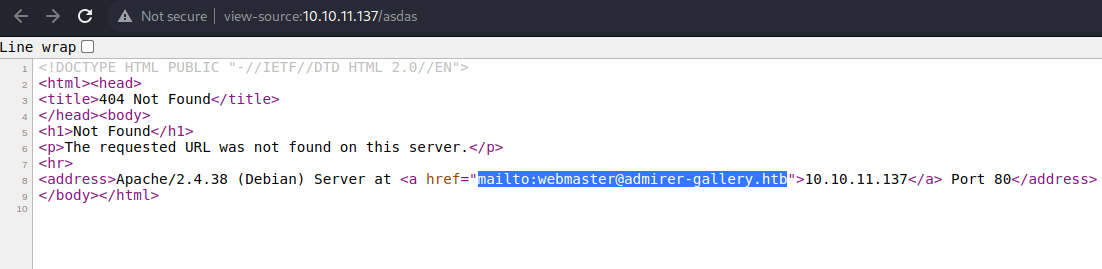 Not secure | view-source:10.10.11.137/asdas
Line wrap
1 <!DOCTYPE HTML PUBLIC "-//IETF//DTD HTML 2.0//EN">
2 <html><head>
3 <title>404 Not Found</title>
4 </head><body>
5 <h1>Not Found</h1>
6 <p>The requested URL was not found on this server.</p>
7 <hr>
8 <address>Apache/2.4.38 (Debian) Server at <a href="mailto:webmaster@admirer-gallery.htb">10.10.11.137</a> Port 80</address>
9 </body></html>
10